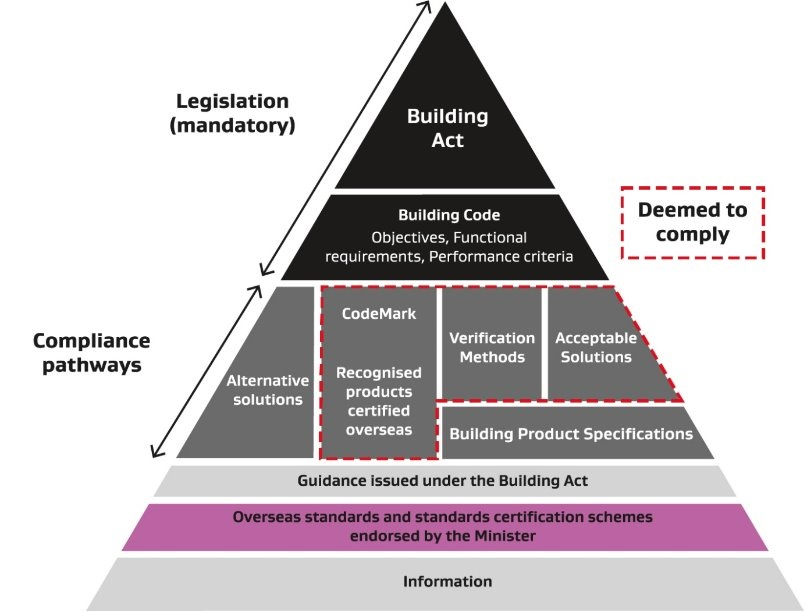 Legislation
(mandatory)
Building
Act
Building Code
Objectives, Functional
requirements, Performance criteria
Deemed to
comply
Compliance
pathways
Alternative
solutions
CodeMark
Recognised
products
certified
overseas
Verification
Methods
Acceptable
Solutions
Building Product Specifications
Guidance issued under the Building Act
Overseas standards and standards certification schemes
endorsed by the Minister
Information